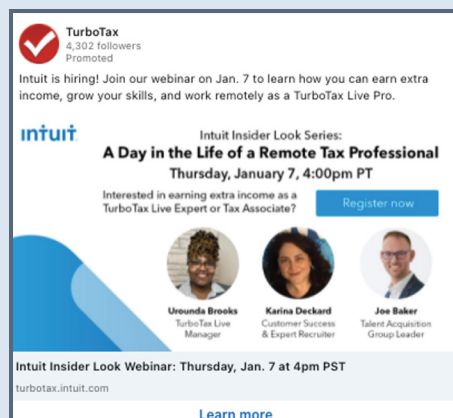 TurboTax
4,302 followers
Promoted
Intuit is hiring! Join our webinar on Jan. 7 to learn how you can earn extra
income, grow your skills, and work remotely as a TurboTax Live Pro.
INTUIT
Intuit Insider Look Series:
A Day in the Life of a Remote Tax Professional
Thursday, January 7, 4:00pm PT
Interested in earning extra income as a
TurboTax Live Expert or Tax Associate?
Register now
Urounda Brooks
TurboTax Live
Manager
Karina Deckard
Customer Success
& Expert Recruiter
Joe Baker
Talent Acquisition
Group Leader
Intuit Insider Look Webinar: Thursday, Jan. 7 at 4pm PST
turbotax.intuit.com
Learn more